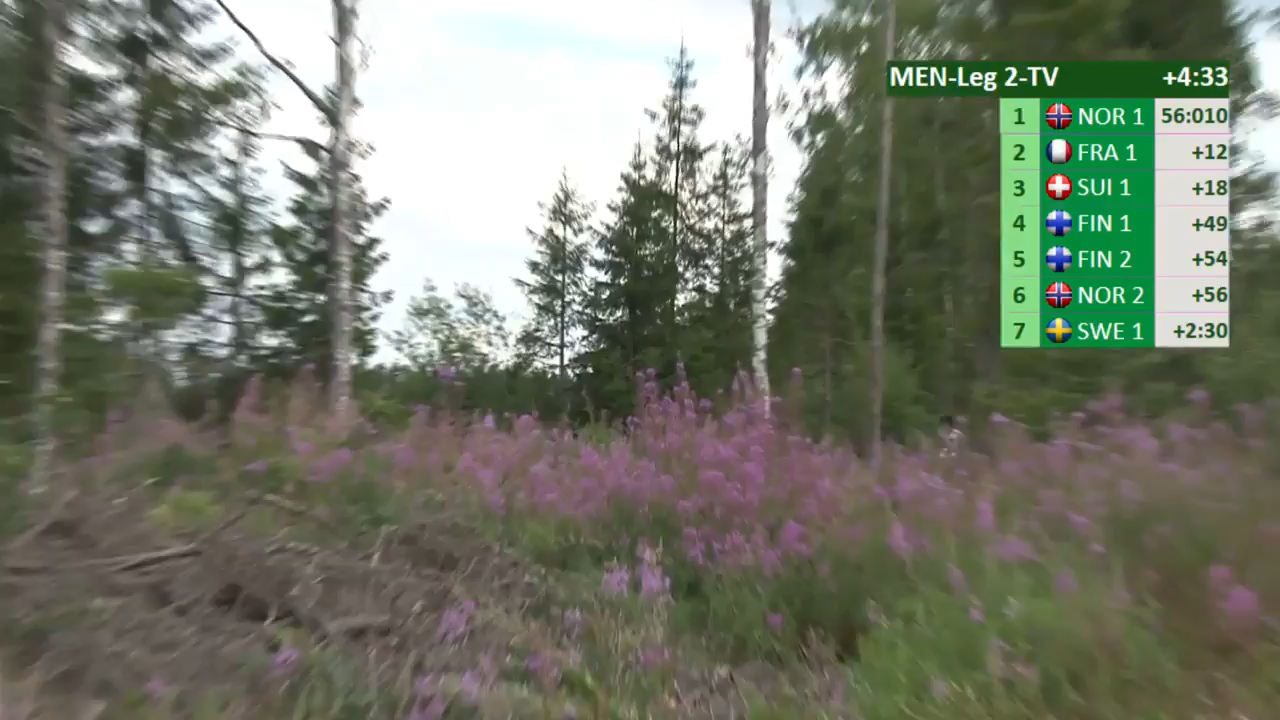 MEN-Leg 2-TV +4:33
1 NOR 1 56:010
2 FRA 1 +12
3 SUI 1 +18
4 FIN 1 +49
5 FIN 2 +54
6 NOR 2 +56
7 SWE 1 +2:30